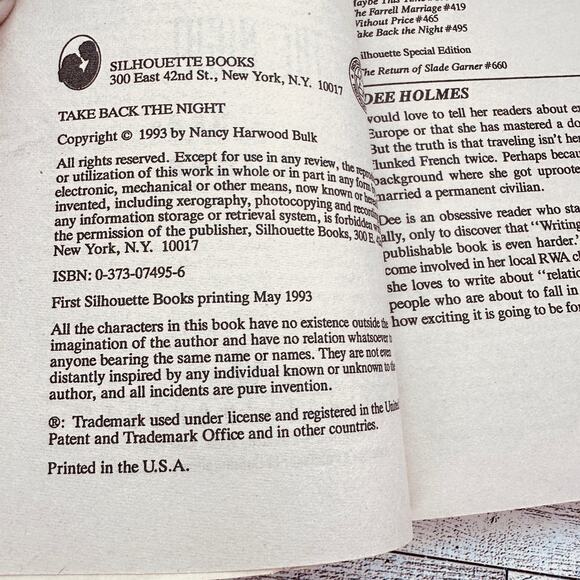 SILHOUETTE BOOKS
300 East 42nd St., New York, N.Y. 10017
TAKE BACK THE NIGHT
Copyright © 1993 by Nancy Harwood Bulk
All rights reserved. Except for use in any review, the
or utilization of this work in whole or in part in any form
electronic, mechanical or other means, now known or
invented, including xerography, photocopying and
any information storage or retrieval system, is forbidden
the permission of the publisher, Silhouette Books, 300 E.
New York, N.Y. 10017
ISBN: 0-373-07495-6
First Silhouette Books printing May 1993
All the characters in this book have no existence outside the
imagination of the author and have no relation whatsoever
anyone bearing the same name or names. They are not even
distantly inspired by any individual known or unknown to the
author, and all incidents are pure invention.
®: Trademark used under license and registered in the United
Patent and Trademark Office and in other countries.
Printed in the U.S.A.
The Farrell Marriage #419
Without Price #465
Take Back the Night #495
Silhouette Special Edition
The Return of Slade Garner #660
DEE HOLMES
would love to tell her readers about
Europe or that she has mastered a
But the truth is that traveling isn't
flunked French twice. Perhaps
background where she got
married a permanent civilian.
Dee is an obsessive reader who
ally, only to discover that "Writing
publishable book is even harder.
come involved in her local RWA
she loves to write about
people who are about to fall in
how exciting it is to going to be